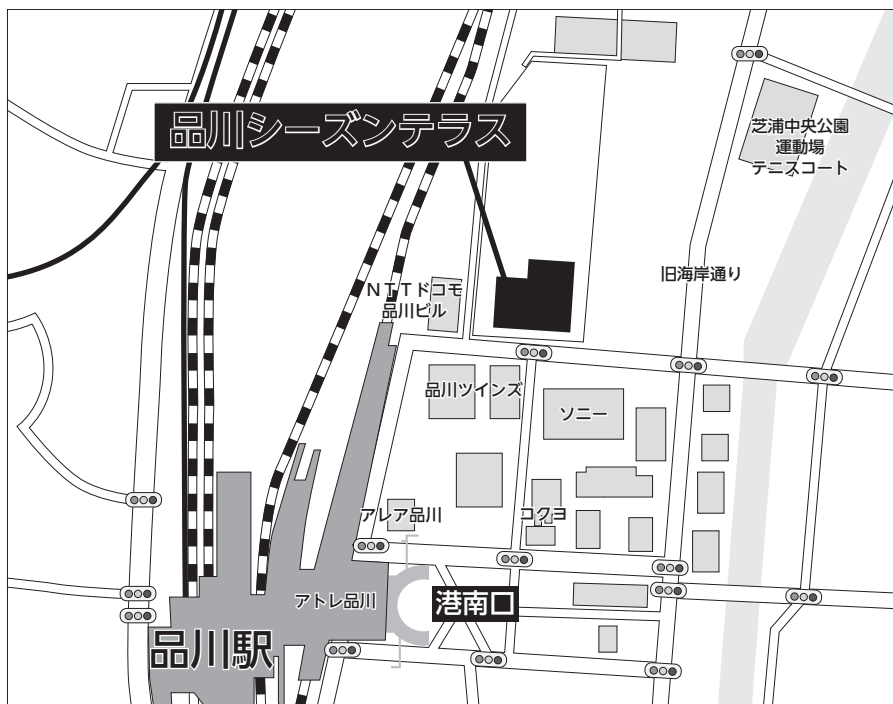 品川シーズンテラス
芝浦中央公園
運動場
テニスコート
旧海岸通り
NTTドコモ
品川ビル
品川ツインズ
ソニー
アレア品川
コクヨ
アトレ品川
港南口
品川駅